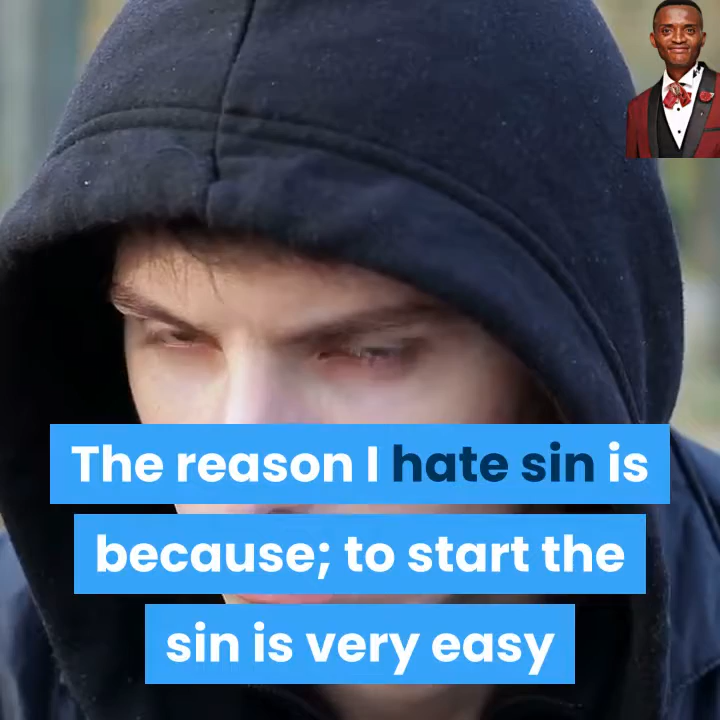 The reason I hate sin is
because; to start the
sin is very easy